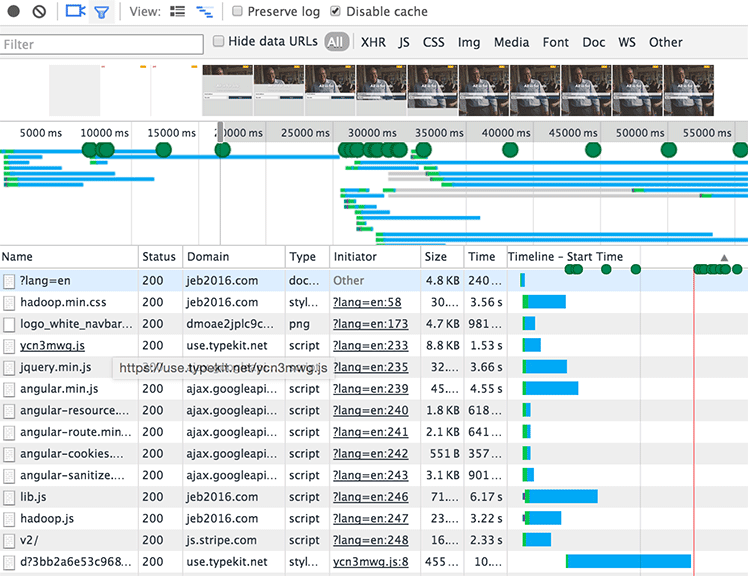 View: Preserve log Disable cache
Filter Hide data URLs All XHR JS CSS Img Media Font Doc WS Other
5000 ms 10000 ms 15000 ms 0000 ms 25000 ms 30000 ms 35000 ms 40000 ms 45000 ms 50000 ms 55000 ms
Name Status Domain Type Initiator Size Time Timeline – Start Time
?lang=en 200 jeb2016.com doc... Other 4.8 KB 240...
hadoop.min.css 200 jeb2016.com styl... ?lang=en:58 30.... 3.56 s
logo_white_navbar... 200 dmoae2jplc9c... png ?lang=en:173 4.7 KB 981...
ycn3mwg.js 200 use.typekit.net script ?lang=en:233 8.8 KB 1.53 s
jquery.min.js https://use.typekit.net/ycn3mwg.js ?lang=en:235 32.... 3.66 s
angular.min.js 200 ajax.googleapi... script ?lang=en:239 45.... 4.55 s
angular-resource.... 200 ajax.googleapi... script ?lang=en:240 1.8 KB 618...
angular-route.min... 200 ajax.googleapi... script ?lang=en:241 2.1 KB 641...
angular-cookies.... 200 ajax.googleapi... script ?lang=en:242 551 B 357...
angular-sanitize.... 200 ajax.googleapi... script ?lang=en:243 3.1 KB 901...
lib.js 200 jeb2016.com script ?lang=en:246 71.... 6.17 s
hadoop.js 200 jeb2016.com script ?lang=en:247 23.... 3.22 s
v2/ 200 js.stripe.com script ?lang=en:248 16.... 2.33 s
d?3bb2a6e53c968... 200 use.typekit.net styl... ycn3mwg.js:8 455 ... 10....